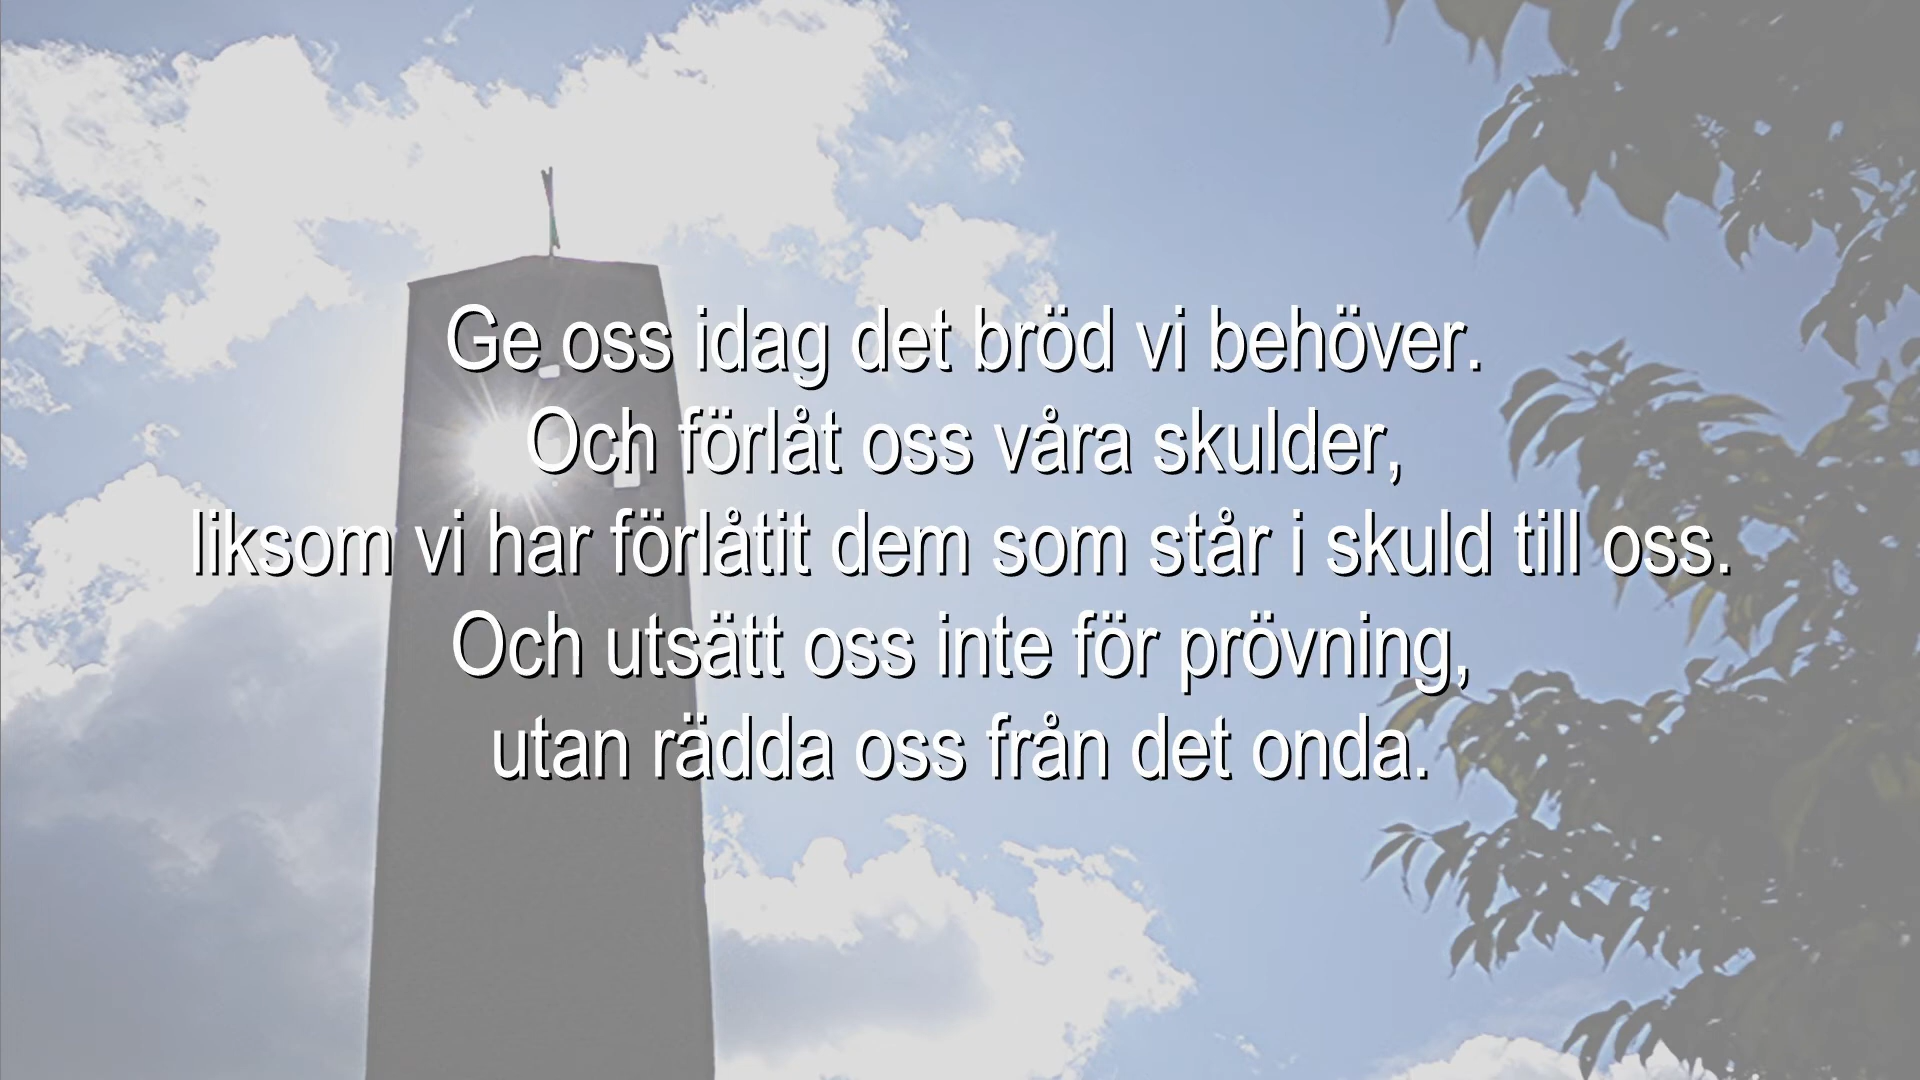 Ge oss idag det bröd vi behöver.
Och förlåt oss våra skulder,
liksom vi har förlåtit dem som står i skuld till oss.
Och utsätt oss inte för prövning,
utan rädda oss från det onda.